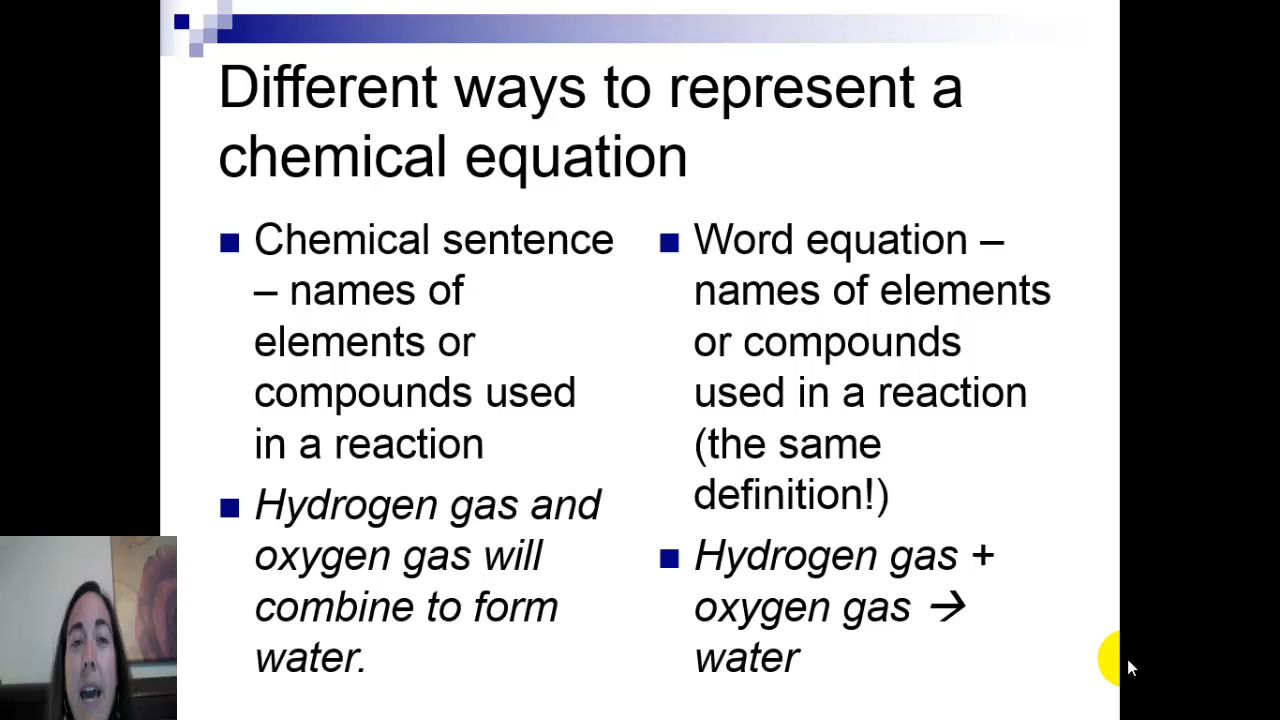 Different ways to represent a
chemical equation
Chemical sentence
– names of
elements or
compounds used
in a reaction
Hydrogen gas and
oxygen gas will
combine to form
water.
Word equation –
names of elements
or compounds
used in a reaction
(the same
definition!)
Hydrogen gas +
oxygen gas →
water